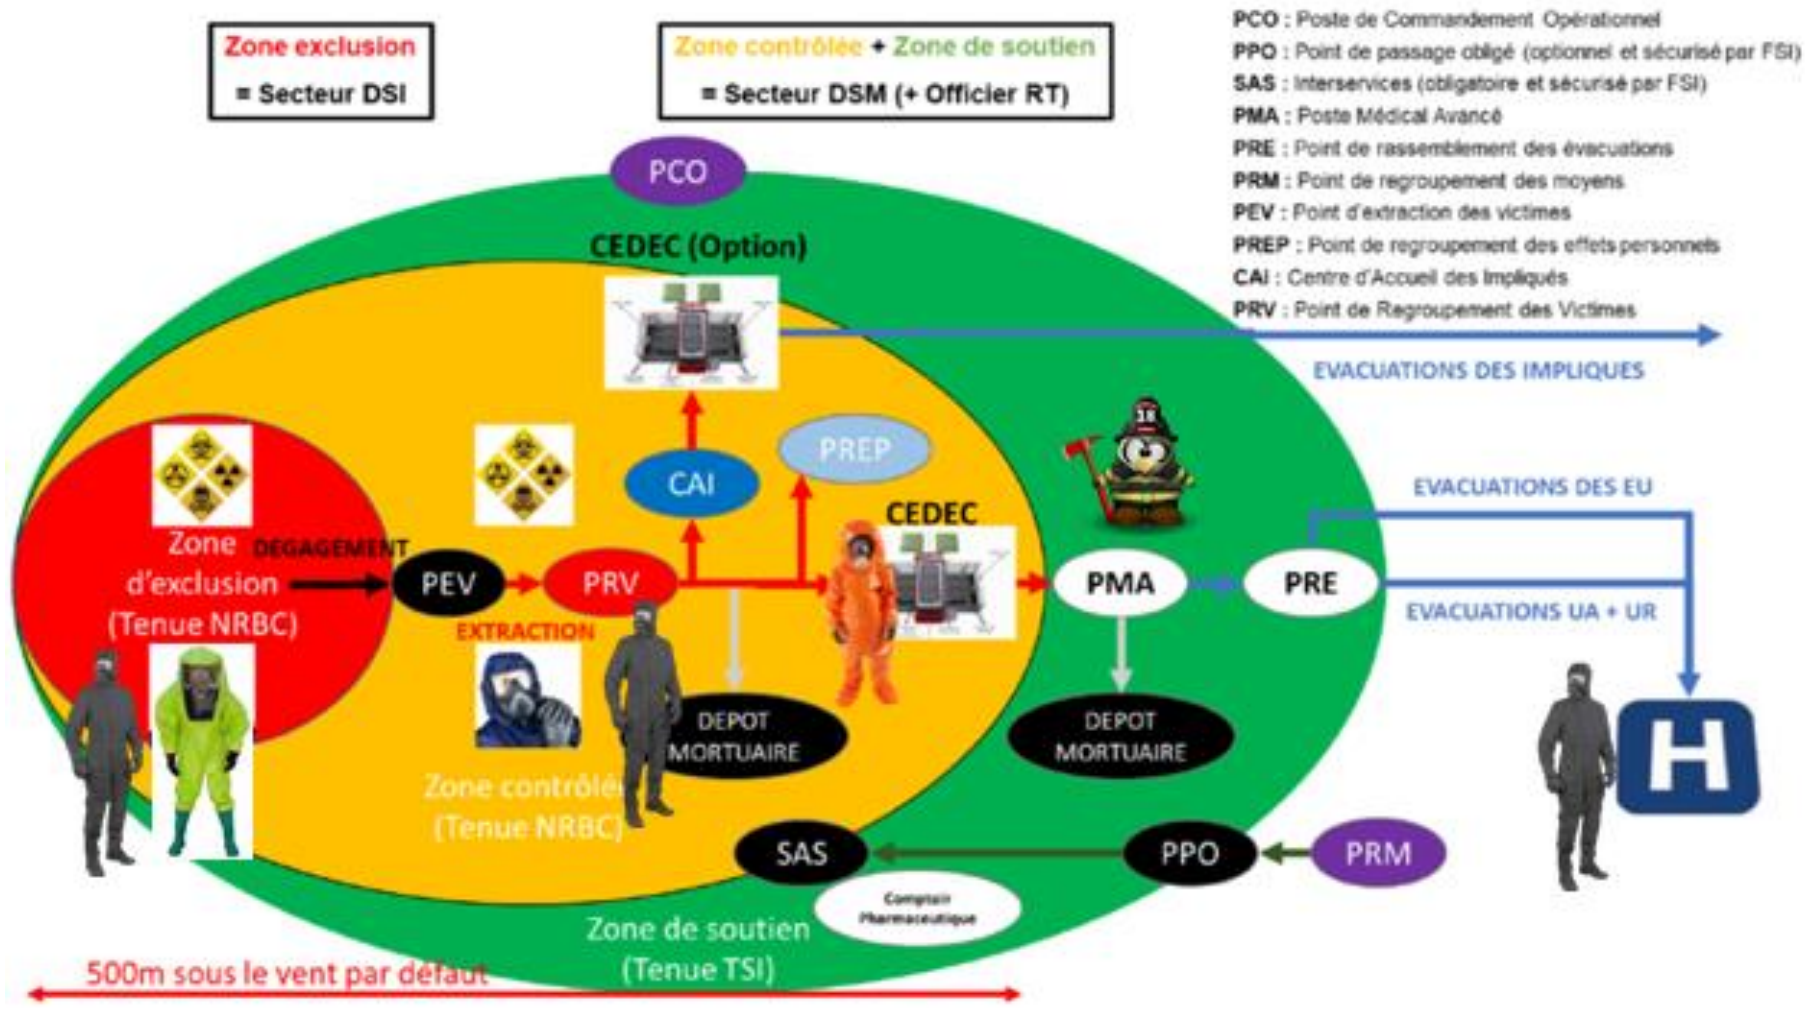 Zone exclusion
= Secteur DSI
Zone contrôlée + Zone de soutien
= Secteur DSM (+ Officier RT)
PCO : Poste de Commandement Opérationnel
PPO : Point de passage obligé (optionnel et sécurisé par FSI)
SAS : Interservices (obligatoire et sécurisé par FSI)
PMA : Poste Médical Avancé
PRE : Point de rassemblement des évacuations
PRM : Point de regroupement des moyens
PEV : Point d'extraction des victimes
PREP : Point de regroupement des effets personnels
CAI : Centre d'Accueil des Impliqués
PRV : Point de Regroupement des Victimes
PCO
CEDEC (Option)
EVACUATIONS DES IMPLIQUES
18
PREP
CAI
EVACUATIONS DES EU
CEDEC
Zone
d'exclusion
(Tenue NRBC)
DEGAGEMENT
PEV
PRV
EXTRACTION
PMA
PRE
EVACUATIONS UA + UR
DEPOT
MORTUAIRE
DEPOT
MORTUAIRE
H
Zone contrôlée
(Tenue NRBC)
SAS
PPO
PRM
Comptoir
Pharmaceutique
Zone de soutien
(Tenue TSI)
500m sous le vent par défaut